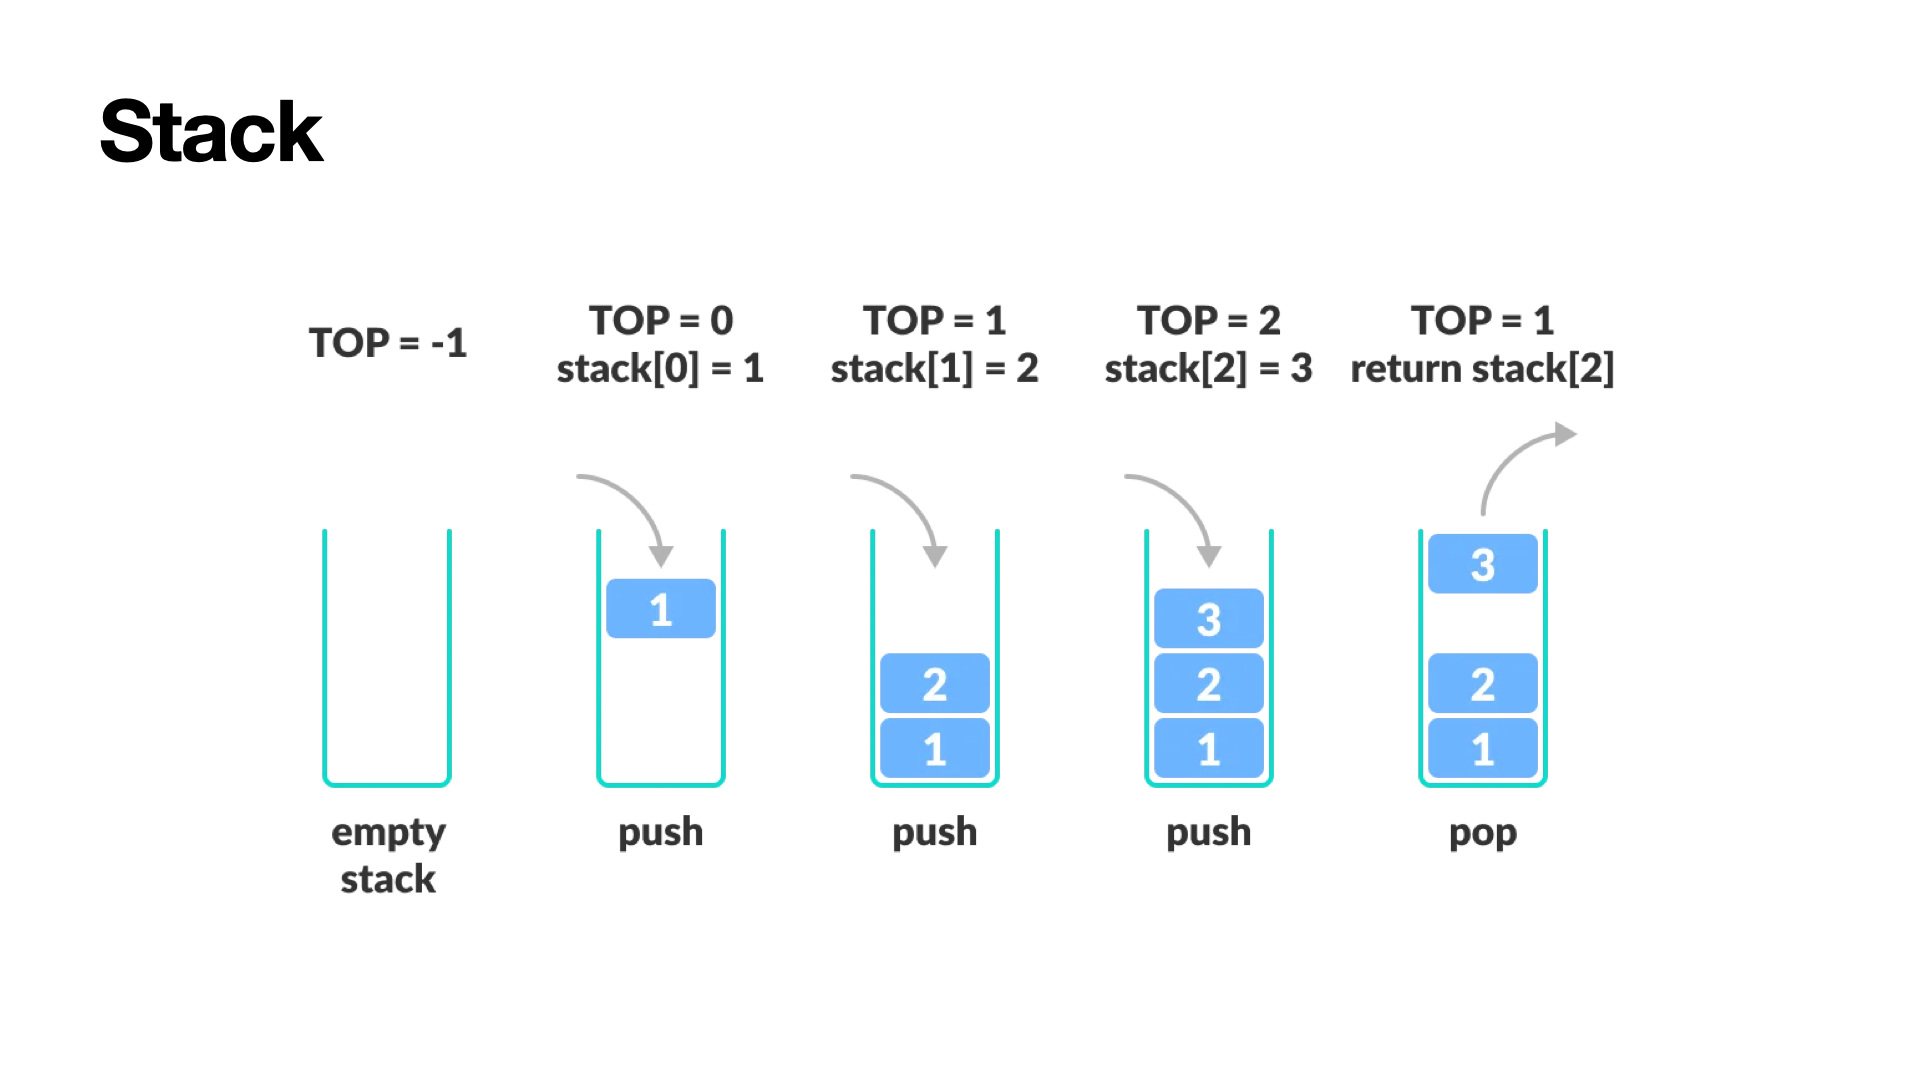 Stack
TOP = -1
TOP = 0
stack[0] = 1
TOP = 1
stack[1] = 2
TOP = 2
stack[2] = 3
TOP = 1
return stack[2]
1
2
1
3
2
1
3
2
1
empty
stack
push
push
push
pop